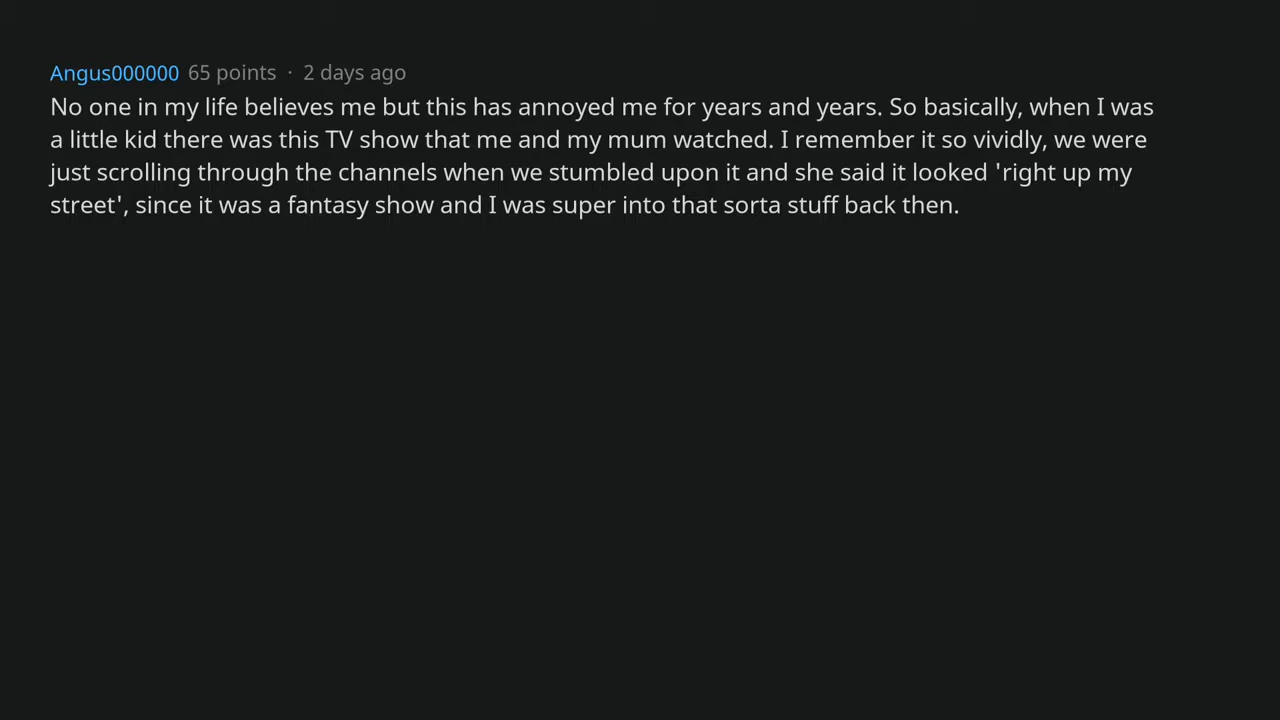 Angus000000 65 points · 2 days ago
No one in my life believes me but this has annoyed me for years and years. So basically, when I was
a little kid there was this TV show that me and my mum watched. I remember it so vividly, we were
just scrolling through the channels when we stumbled upon it and she said it looked 'right up my
street', since it was a fantasy show and I was super into that sorta stuff back then.